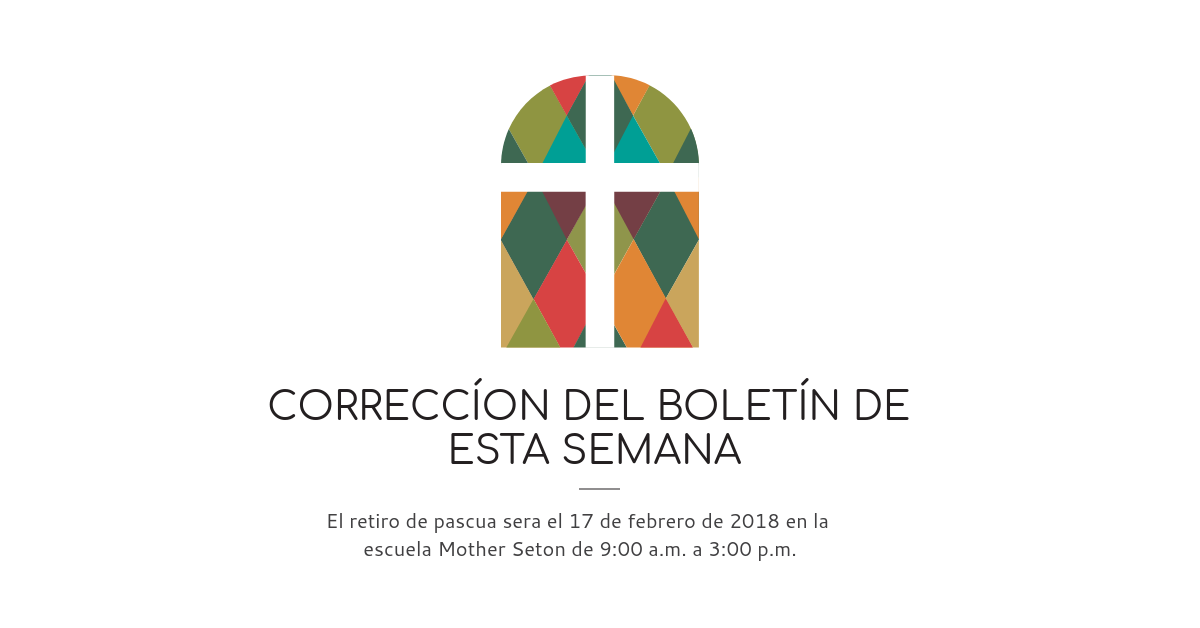 CORRECCÍON DEL BOLETÍN DE
ESTA SEMANA
El retiro de pascua sera el 17 de febrero de 2018 en la
escuela Mother Seton de 9:00 a.m. a 3:00 p.m.